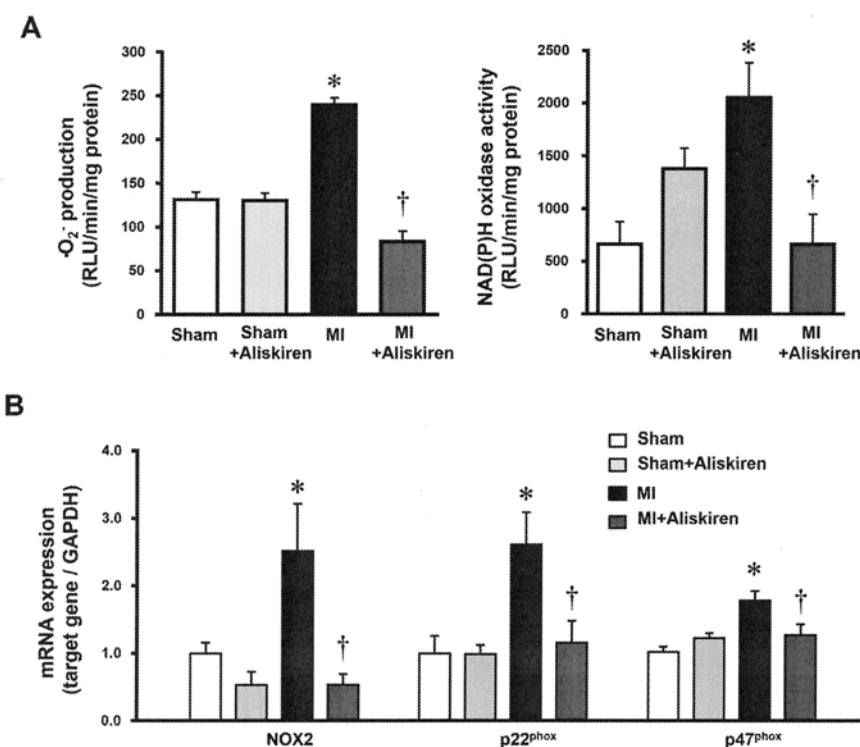 A
·O₂⁻ production
(RLU/min/mg protein)
300
250
200
150
100
50
0
*
†
Sham
Sham
+Aliskiren
MI
MI
+Aliskiren
NAD(P)H oxidase activity
(RLU/min/mg protein)
2500
2000
1500
1000
500
0
*
†
Sham
Sham
+Aliskiren
MI
MI
+Aliskiren
B
mRNA expression
(target gene / GAPDH)
4.0
3.0
2.0
1.0
0.0
*
†
*
†
*
†
Sham
Sham+Aliskiren
MI
MI+Aliskiren
NOX2
p22ᵖʰᵒˣ
p47ᵖʰᵒˣ